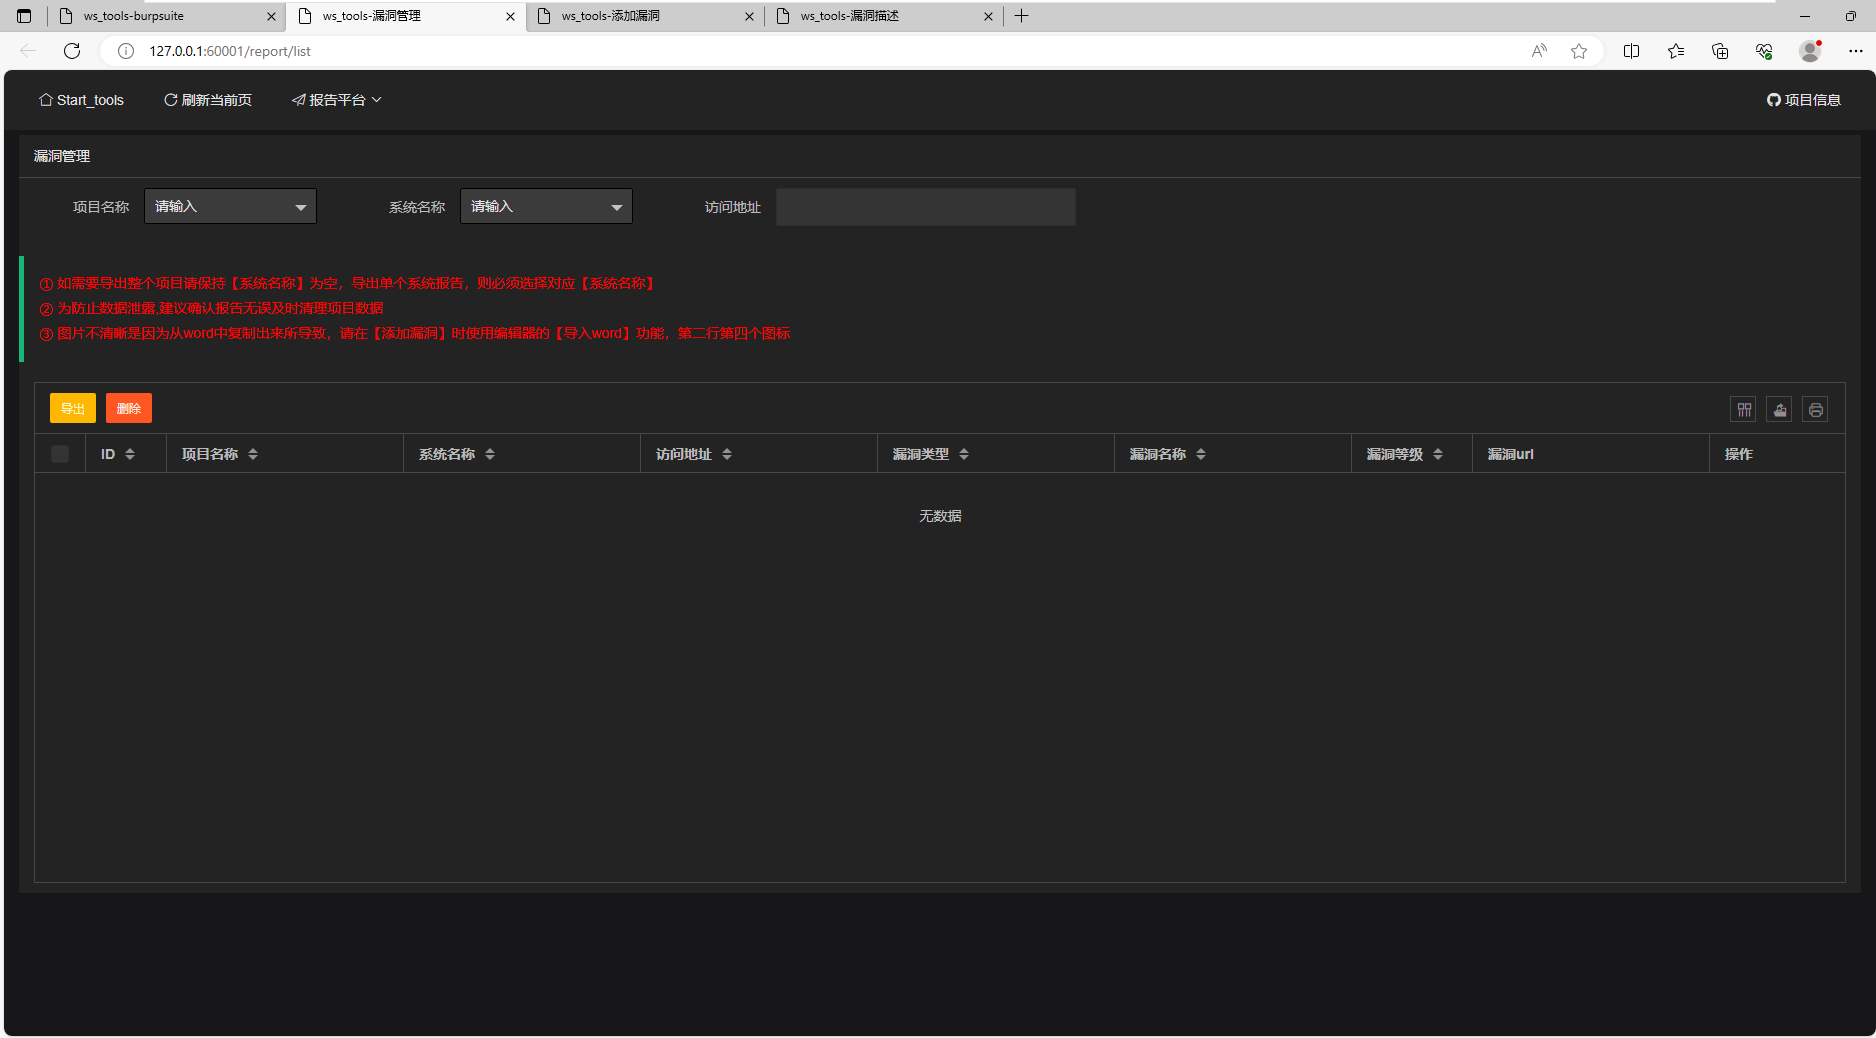 ws_tools-burpsuite
ws_tools-漏洞管理
ws_tools-添加漏洞
ws_tools-漏洞描述
127.0.0.1:60001/report/list
Start_tools
刷新当前页
报告平台
项目信息
漏洞管理
项目名称
请输入
系统名称
请输入
访问地址
① 如需要导出整个项目请保持【系统名称】为空，导出单个系统报告，则必须选择对应【系统名称】
② 为防止数据泄露,建议确认报告无误及时清理项目数据
③ 图片不清晰是因为从word中复制出来所导致，请在【添加漏洞】时使用编辑器的【导入word】功能，第二行第四个图标
导出
删除
ID
项目名称
系统名称
访问地址
漏洞类型
漏洞名称
漏洞等级
漏洞url
操作
无数据